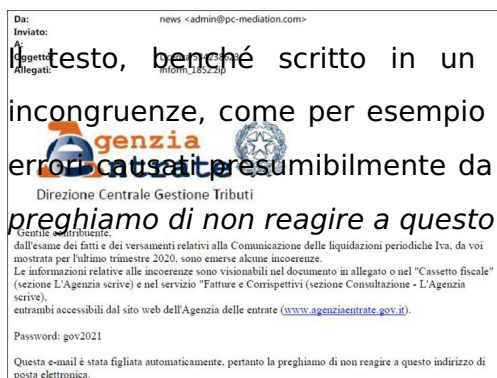 Da: news <admin@pc-mediation.com>
Inviato:
A:
Oggetto:
Allegati: Inform_1852.zip
Il testo, benché scritto in un
incongruenze, come per esempio
errori causati presumibilmente da
preghiamo di non reagire a questo
Agenzia
Entrate
Direzione Centrale Gestione Tributi
Gentile contribuente,
dall'esame dei fatti e dei versamenti relativi alla Comunicazione delle liquidazioni periodiche Iva, da voi
mostrata per l'ultimo trimestre 2020, sono emerse alcune incoerenze.
Le informazioni relative alle incoerenze sono visionabili nel documento in allegato o nel "Cassetto fiscale"
(sezione L'Agenzia scrive) e nel servizio "Fatture e Corrispettivi (sezione Consultazione - L'Agenzia
scrive),
entrambi accessibili dal sito web dell'Agenzia delle entrate (www.agenziaentrate.gov.it).
Password: gov2021
Questa e-mail è stata figliata automaticamente, pertanto la preghiamo di non reagire a questo indirizzo di
posta elettronica.